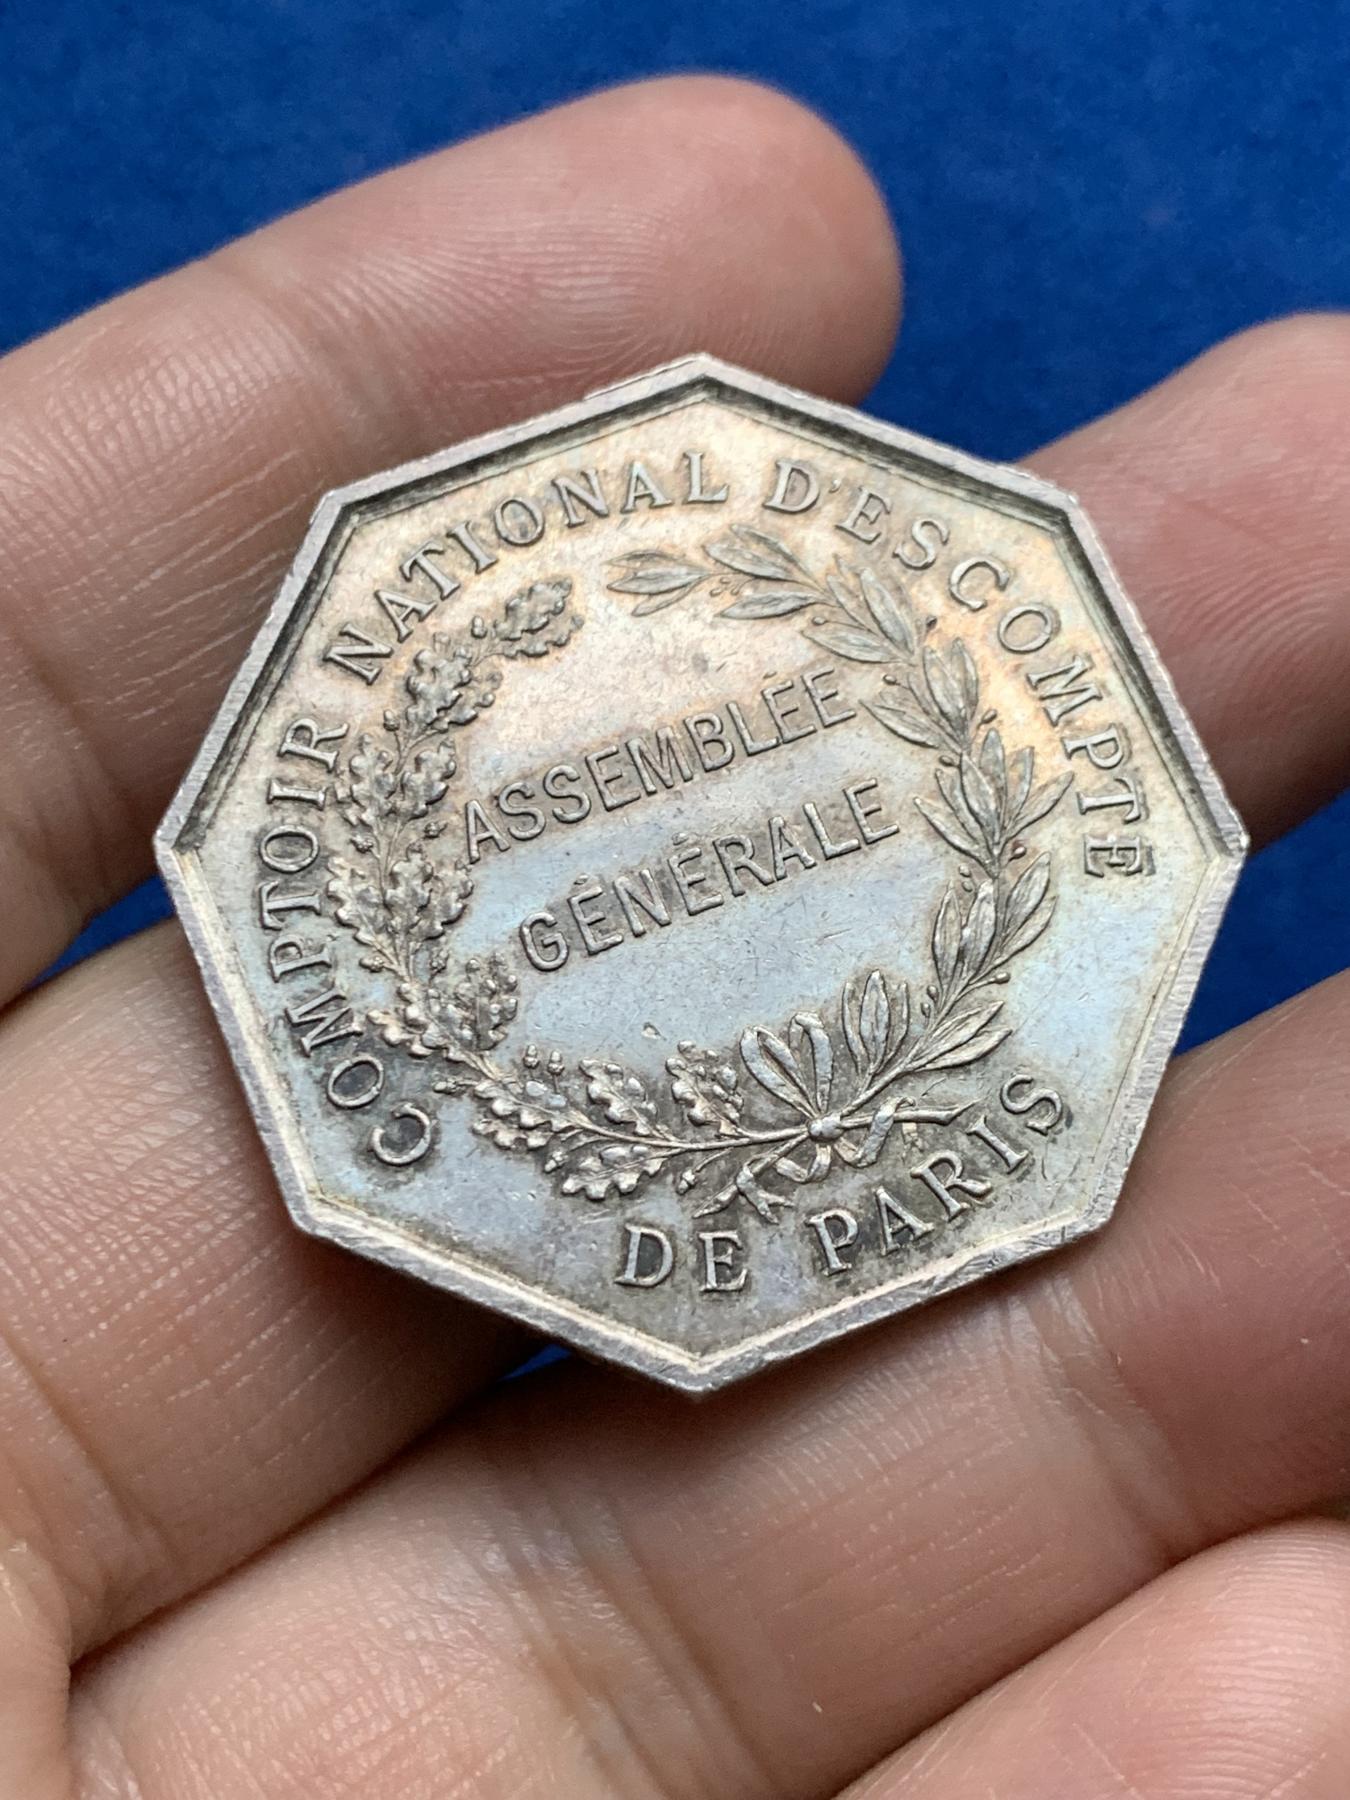 COMPTOIR NATIONAL D'ESCOMPTE
ASSEMBLÉE
GÉNÉRALE
DE PARIS